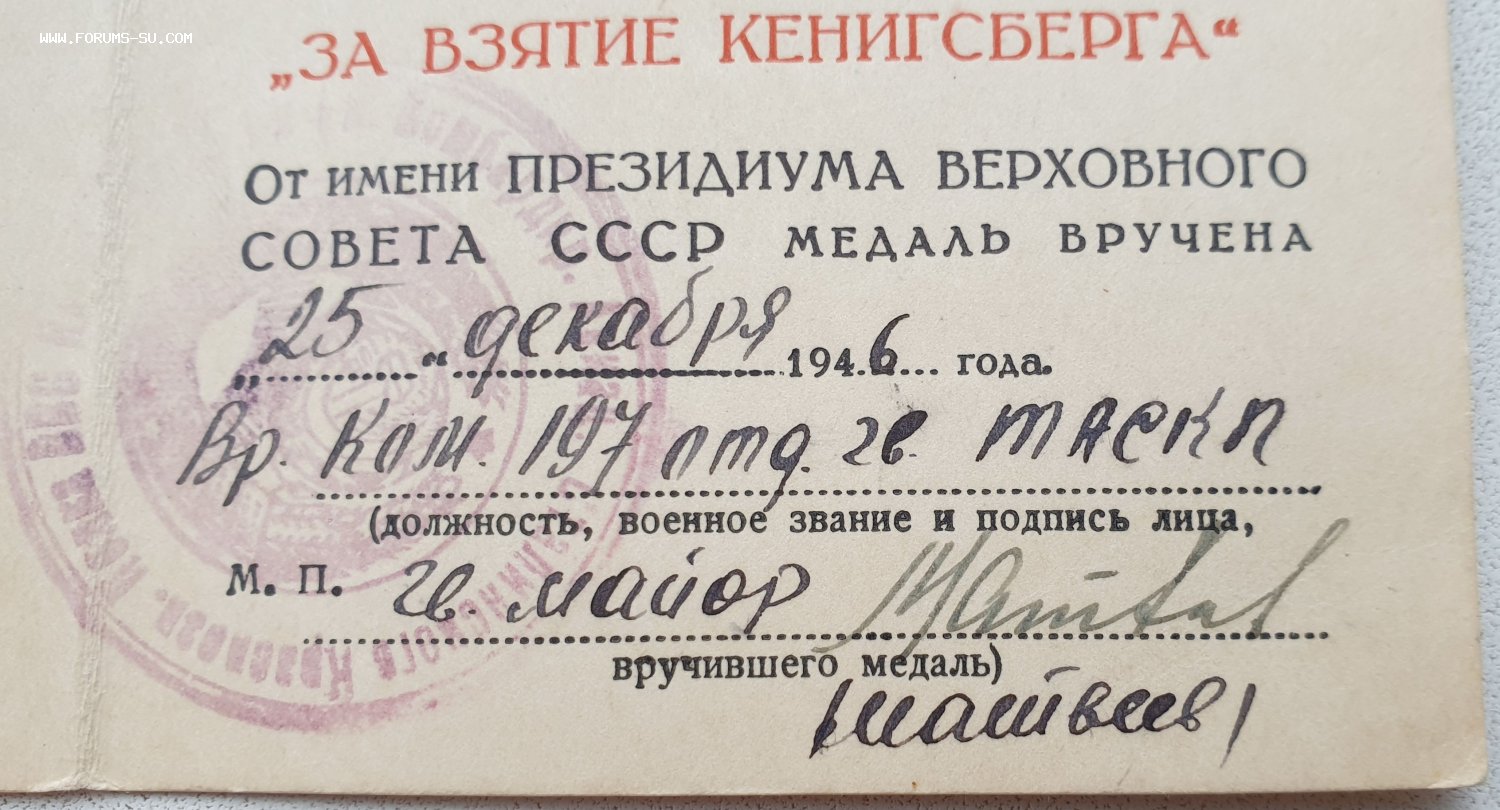 WWW.FORUMS-SU.COM
„ЗА ВЗЯТИЕ КЕНИГСБЕРГА“
От имени ПРЕЗИДИУМА ВЕРХОВНОГО
СОВЕТА СССР МЕДАЛЬ ВРУЧЕНА
„25“ декабря 1946... года.
Вр. Ком. 197 отд. гв. ТАСКП
(должность, военное звание и подпись лица,
М. П. гв. майор
вручившего медаль)
(Матвеев)